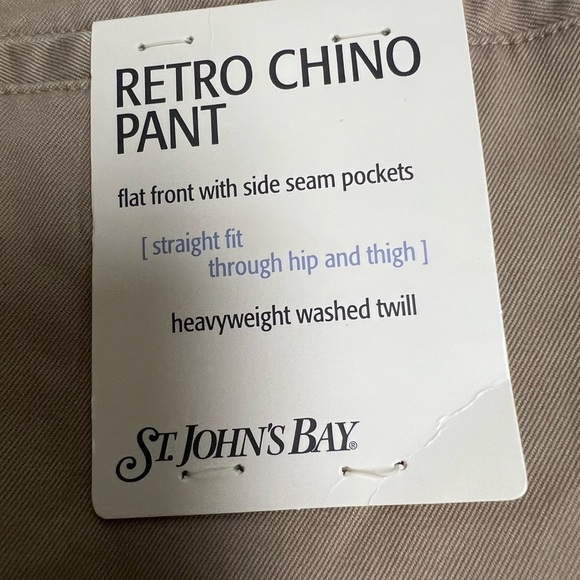 RETRO CHINO
PANT
flat front with side seam pockets
[ straight fit
through hip and thigh ]
heavyweight washed twill
ST. JOHN'S BAY®